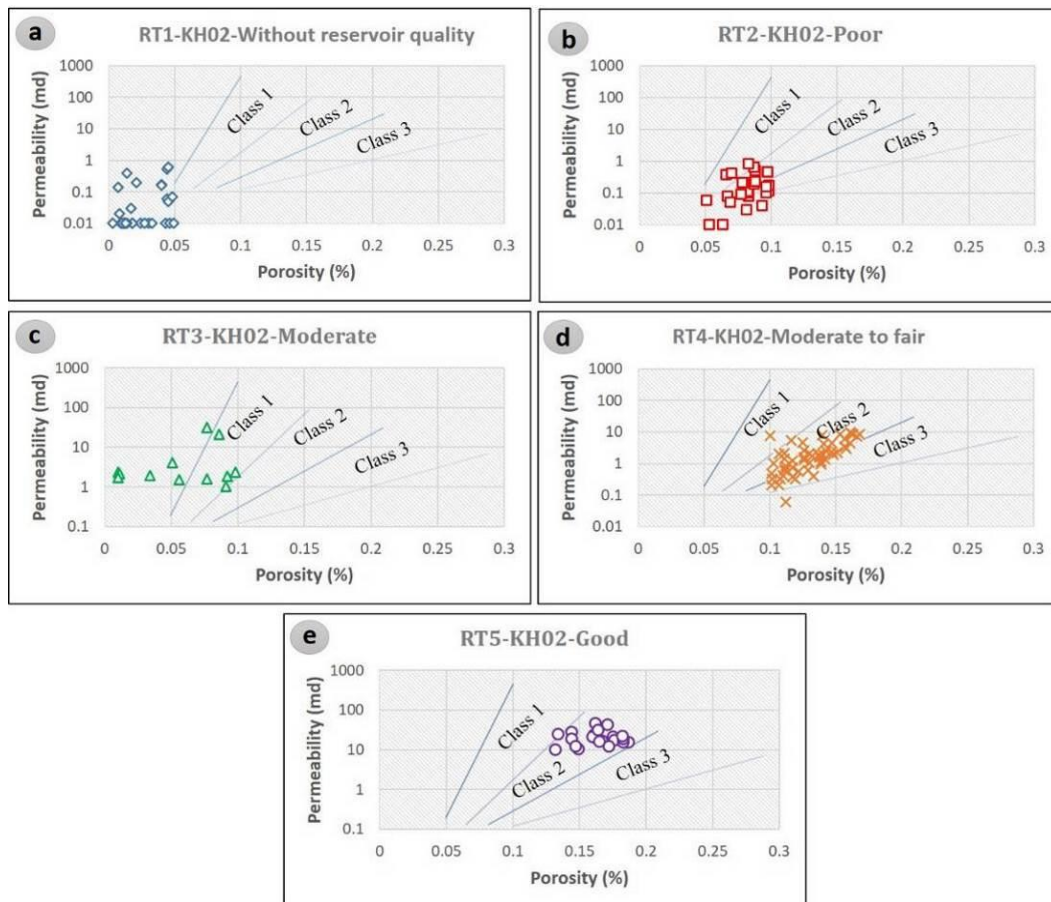 a
RT1-KH02-Without reservoir quality
Permeability (md)
1000
100
10
1
0.1
0.01
Class 1
Class 2
Class 3
0 0.05 0.1 0.15 0.2 0.25 0.3
Porosity (%)
b
RT2-KH02-Poor
Permeability (md)
1000
100
10
1
0.1
0.01
Class 1
Class 2
Class 3
0 0.05 0.1 0.15 0.2 0.25 0.3
Porosity (%)
c
RT3-KH02-Moderate
Permeability (md)
1000
100
10
1
0.1
Class 1
Class 2
Class 3
0 0.05 0.1 0.15 0.2 0.25 0.3
Porosity (%)
d
RT4-KH02-Moderate to fair
Permeability (md)
1000
100
10
1
0.1
0.01
Class 1
Class 2
Class 3
0 0.05 0.1 0.15 0.2 0.25 0.3
Porosity (%)
e
RT5-KH02-Good
Permeability (md)
1000
100
10
1
0.1
Class 1
Class 2
Class 3
0 0.05 0.1 0.15 0.2 0.25 0.3
Porosity (%)